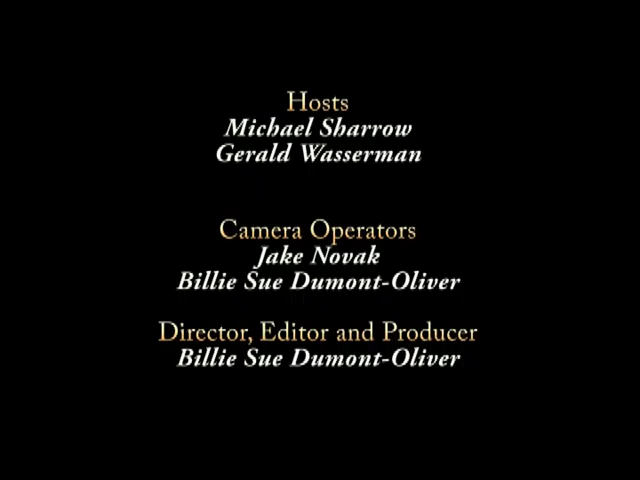 Hosts
Michael Sharrow
Gerald Wasserman
Camera Operators
Jake Novak
Billie Sue Dumont-Oliver
Director, Editor and Producer
Billie Sue Dumont-Oliver